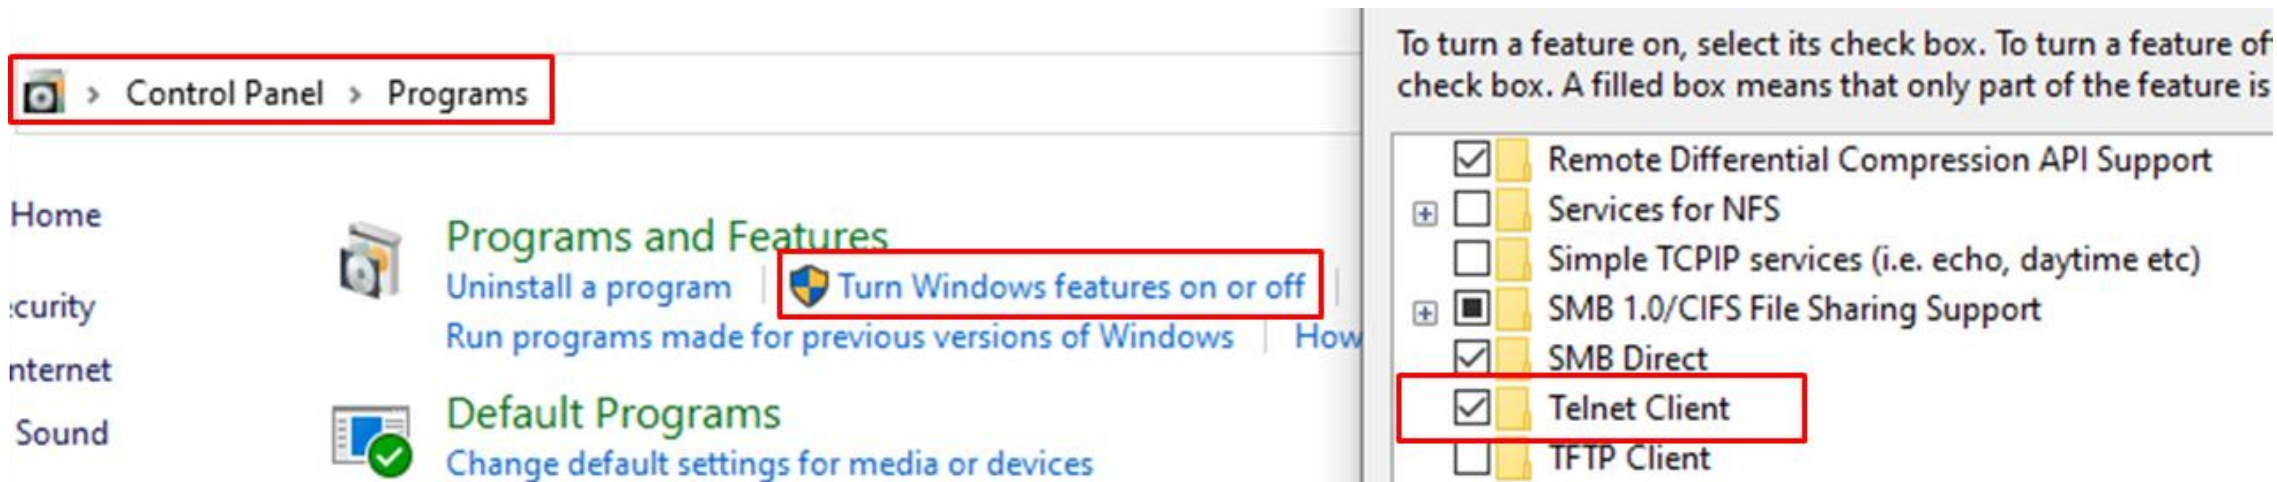 Control Panel > Programs
Home
ecurity
nternet
Sound
Programs and Features
Uninstall a program
Turn Windows features on or off
Run programs made for previous versions of Windows
How
Default Programs
Change default settings for media or devices
To turn a feature on, select its check box. To turn a feature of
check box. A filled box means that only part of the feature is
Remote Differential Compression API Support
Services for NFS
Simple TCPIP services (i.e. echo, daytime etc)
SMB 1.0/CIFS File Sharing Support
SMB Direct
Telnet Client
TFTP Client